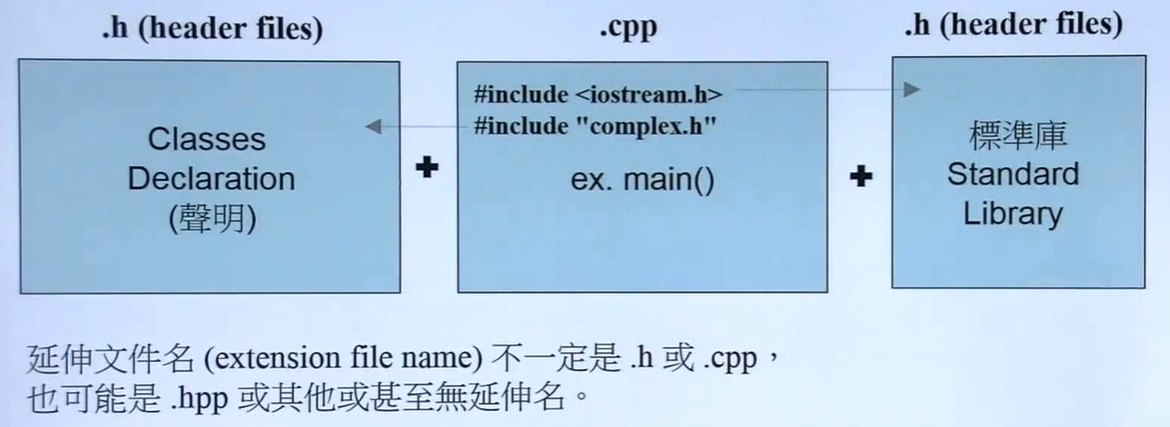 .h (header files)
.cpp
.h (header files)
Classes
Declaration
(聲明)
#include <iostream.h>
#include "complex.h"
ex. main()
標準庫
Standard
Library
延伸文件名 (extension file name) 不一定是 .h 或 .cpp，
也可能是 .hpp 或其他或甚至無延伸名。